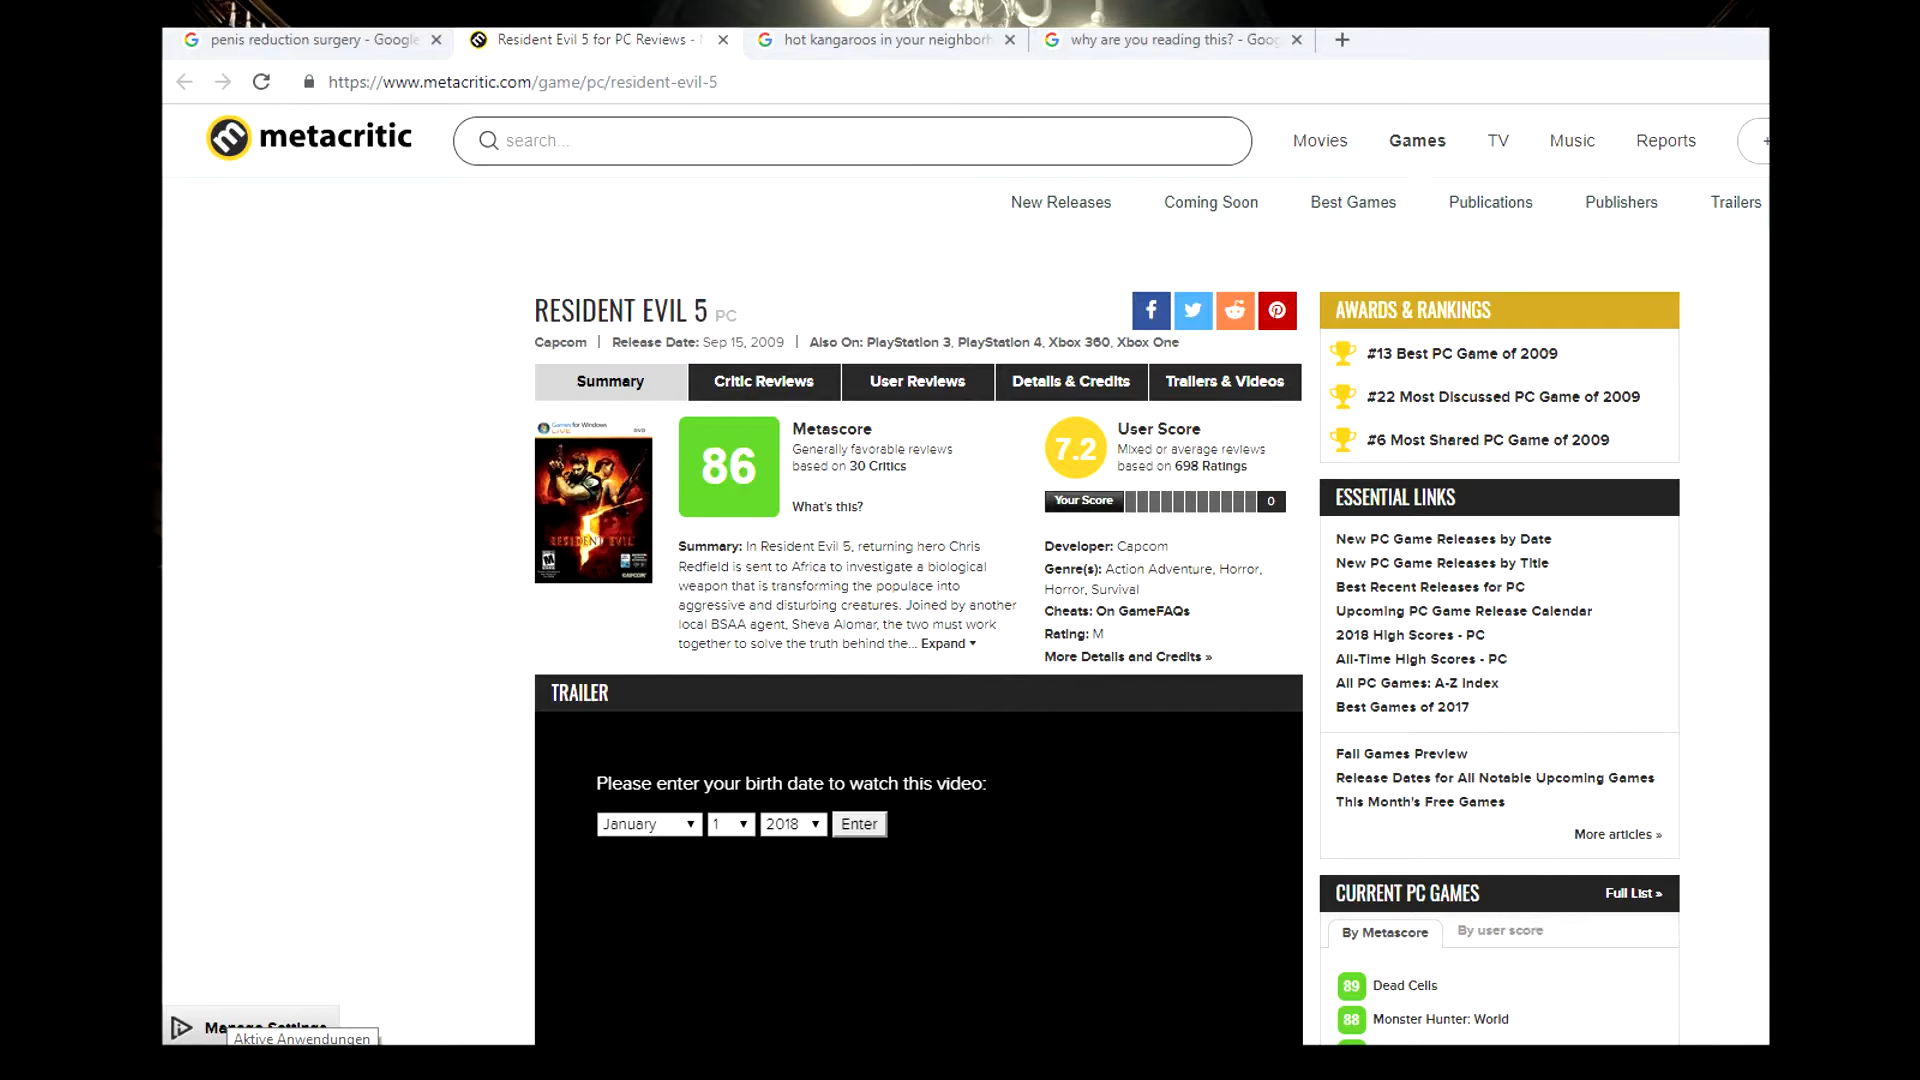 penis reduction surgery - Google
Resident Evil 5 for PC Reviews -
hot kangaroos in your neighborh
why are you reading this? - Goog
https://www.metacritic.com/game/pc/resident-evil-5
metacritic
search...
Movies Games TV Music Reports
New Releases Coming Soon Best Games Publications Publishers Trailers
RESIDENT EVIL 5 PC
Capcom | Release Date: Sep 15, 2009 | Also On: PlayStation 3, PlayStation 4, Xbox 360, Xbox One
Summary Critic Reviews User Reviews Details & Credits Trailers & Videos
Games for Windows
LIVE
DVD
RESIDENT EVIL
5
CAPCOM
86
Metascore
Generally favorable reviews
based on 30 Critics
What's this?
7.2
User Score
Mixed or average reviews
based on 698 Ratings
Your Score 0
Summary: In Resident Evil 5, returning hero Chris
Redfield is sent to Africa to investigate a biological
weapon that is transforming the populace into
aggressive and disturbing creatures. Joined by another
local BSAA agent, Sheva Alomar, the two must work
together to solve the truth behind the... Expand
Developer: Capcom
Genre(s): Action Adventure, Horror,
Horror, Survival
Cheats: On GameFAQs
Rating: M
More Details and Credits »
TRAILER
Please enter your birth date to watch this video:
January 1 2018 Enter
AWARDS & RANKINGS
#13 Best PC Game of 2009
#22 Most Discussed PC Game of 2009
#6 Most Shared PC Game of 2009
ESSENTIAL LINKS
New PC Game Releases by Date
New PC Game Releases by Title
Best Recent Releases for PC
Upcoming PC Game Release Calendar
2018 High Scores - PC
All-Time High Scores - PC
All PC Games: A-Z Index
Best Games of 2017
Fall Games Preview
Release Dates for All Notable Upcoming Games
This Month's Free Games
More articles »
CURRENT PC GAMES Full List »
By Metascore By user score
89 Dead Cells
88 Monster Hunter: World
Manage Settings
Aktive Anwendungen